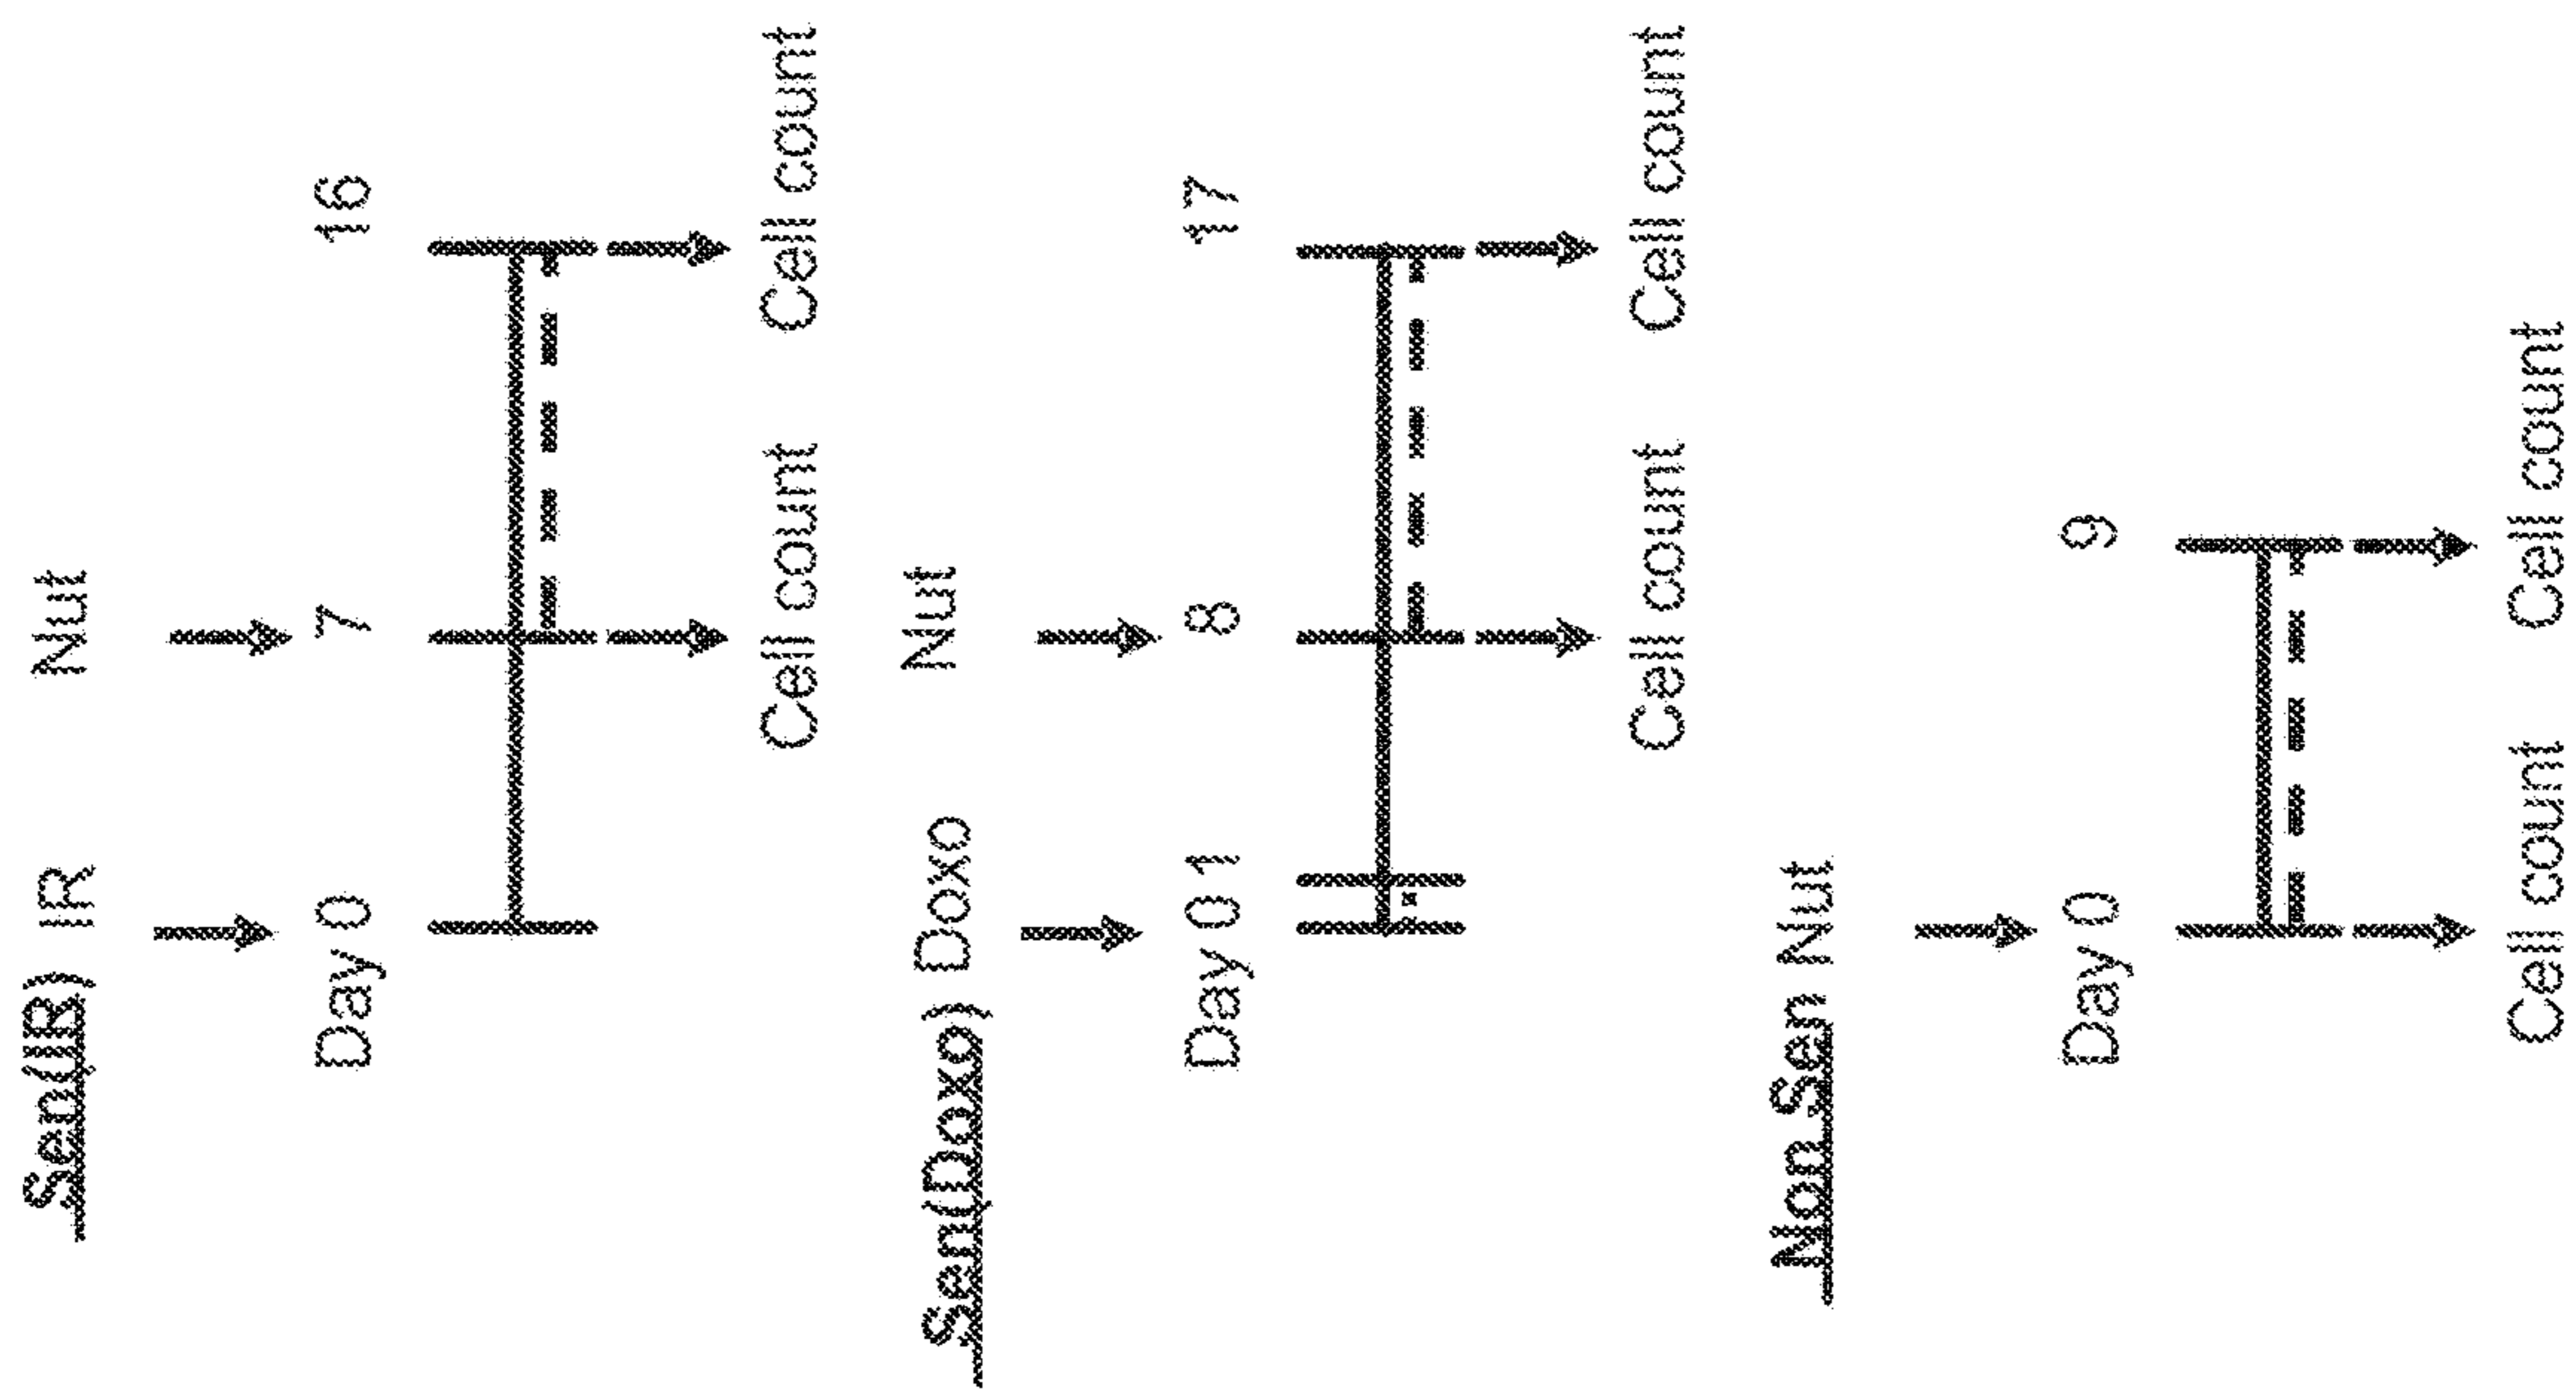 Sen(IR) IR Nut
Day 0 7 16
Cell count Cell count
Sen(Doxo) Doxo Nut
Day 0 1 8 17
Cell count Cell count
Non Sen Nut
Day 0 9
Cell count Cell count